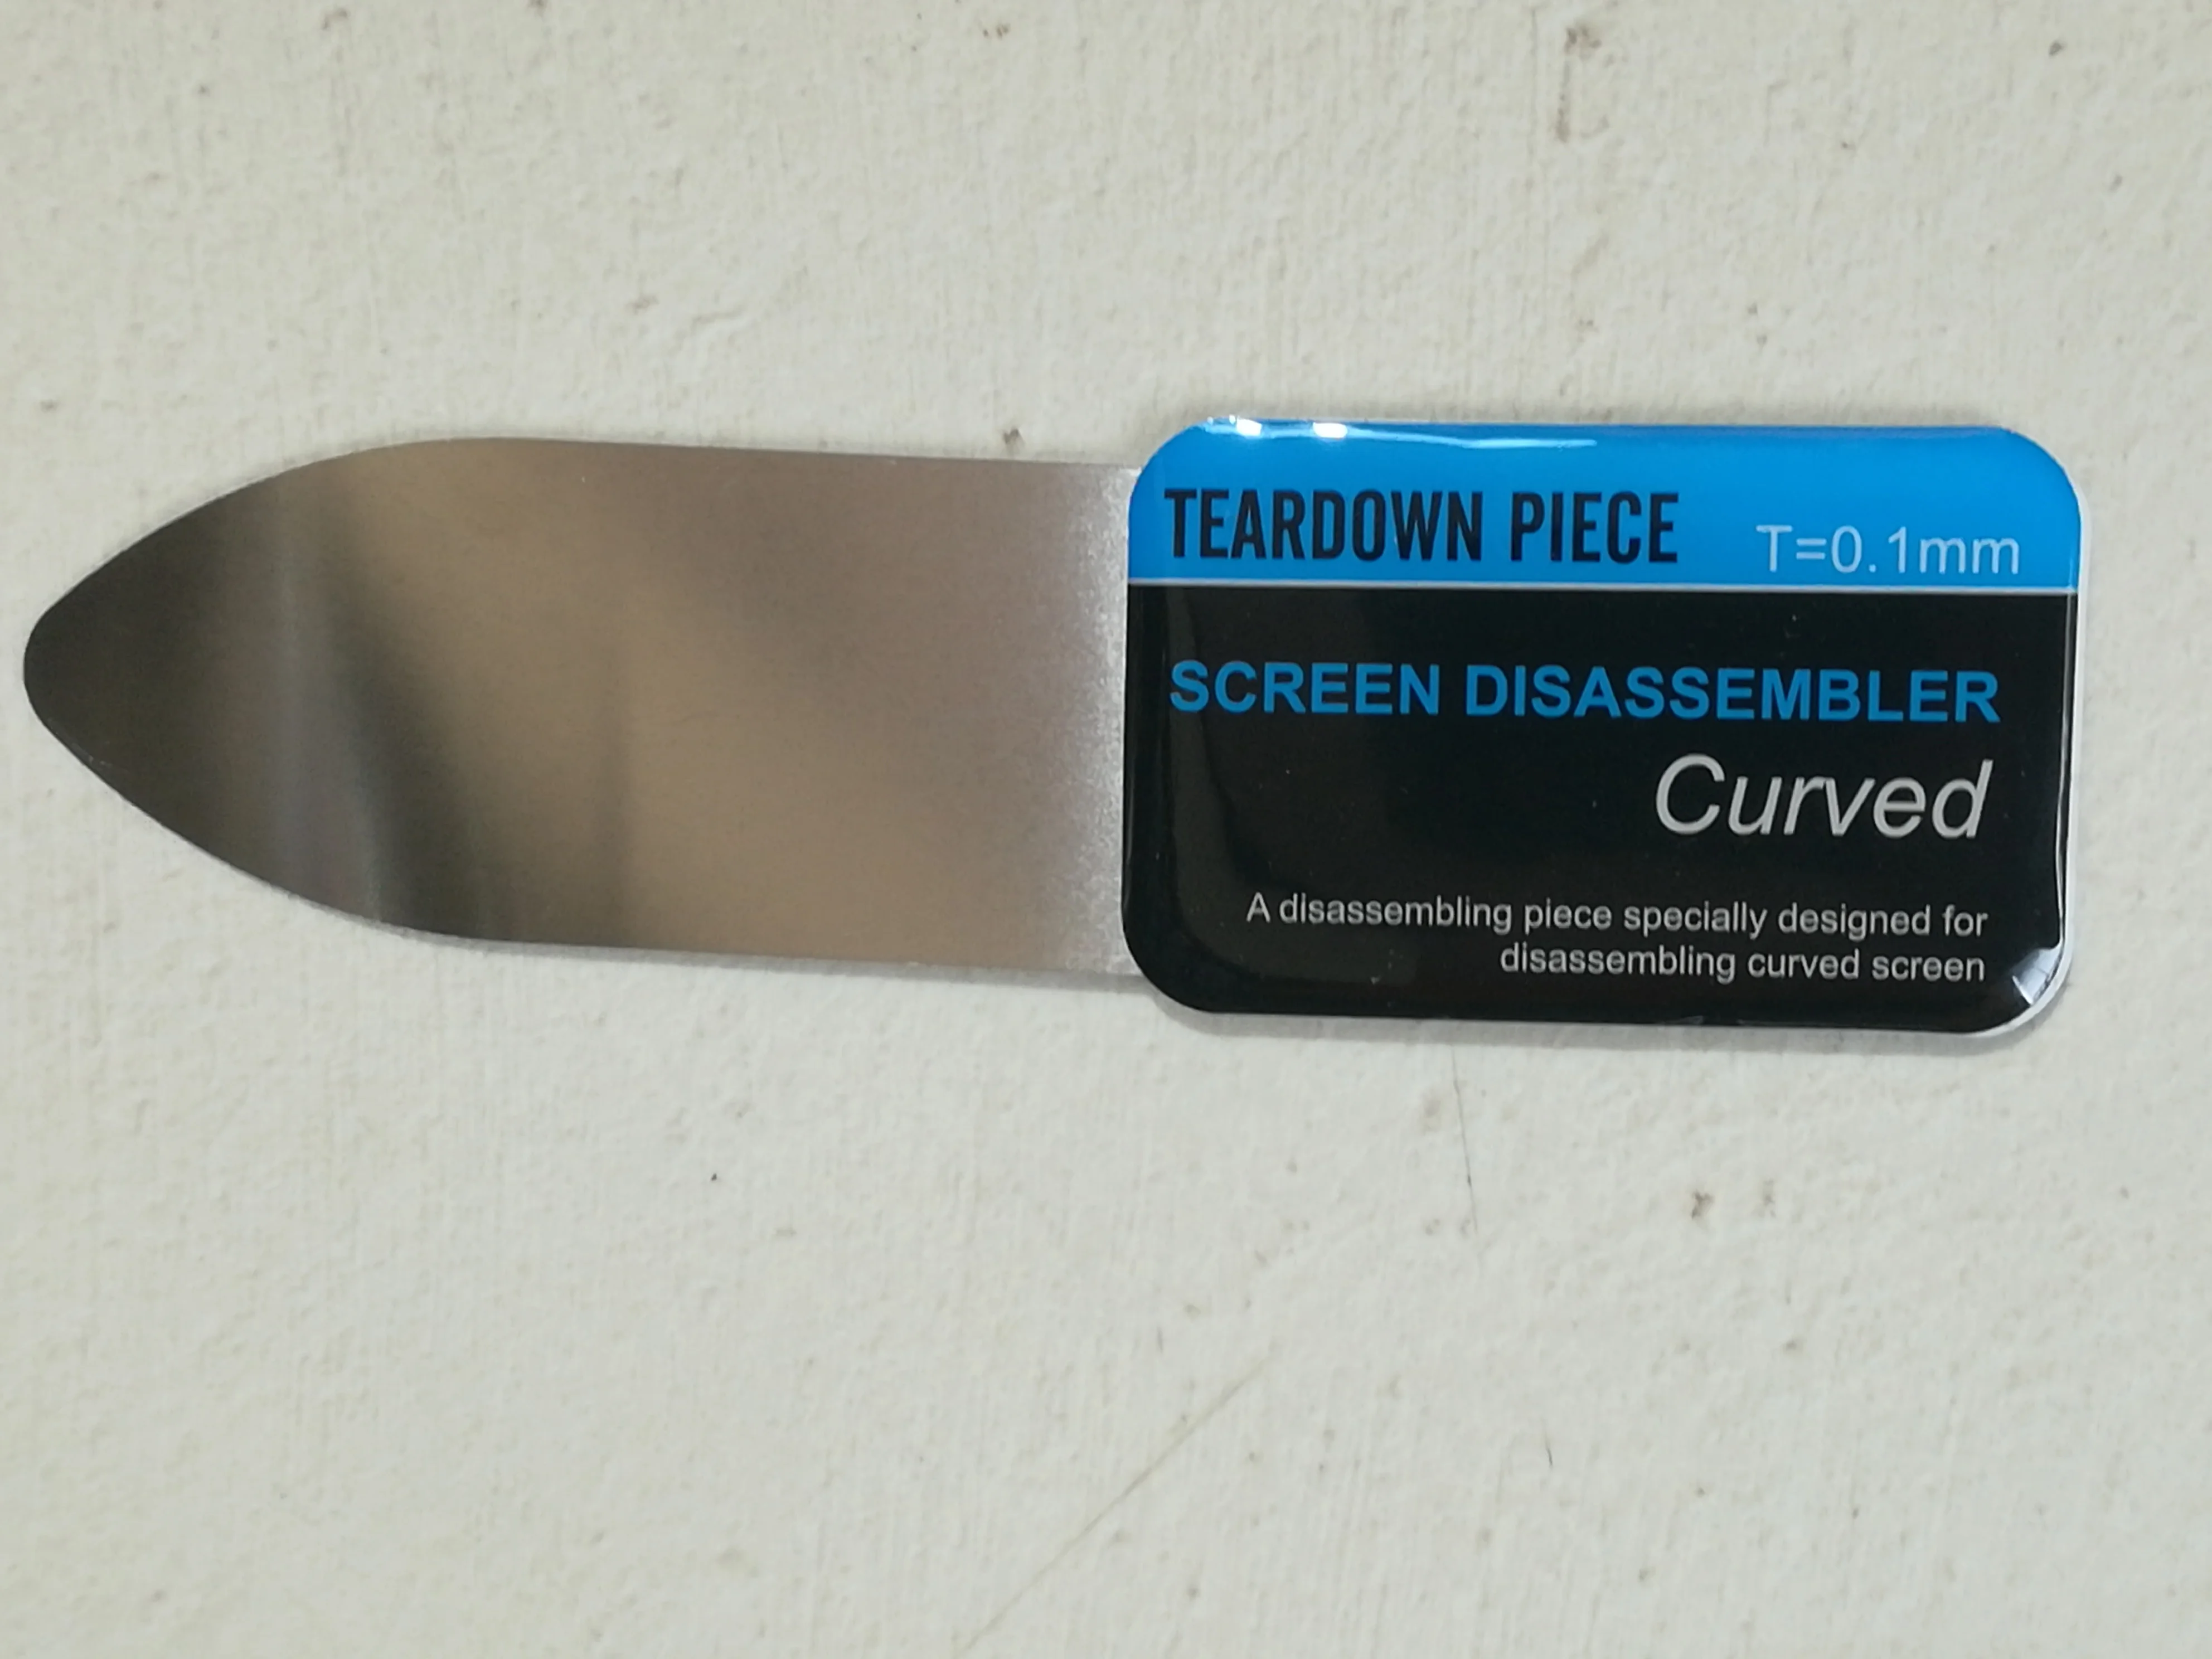 TEARDOWN PIECE T=0.1mm
SCREEN DISASSEMBLER
Curved
A disassembling piece specially designed for
disassembling curved screen